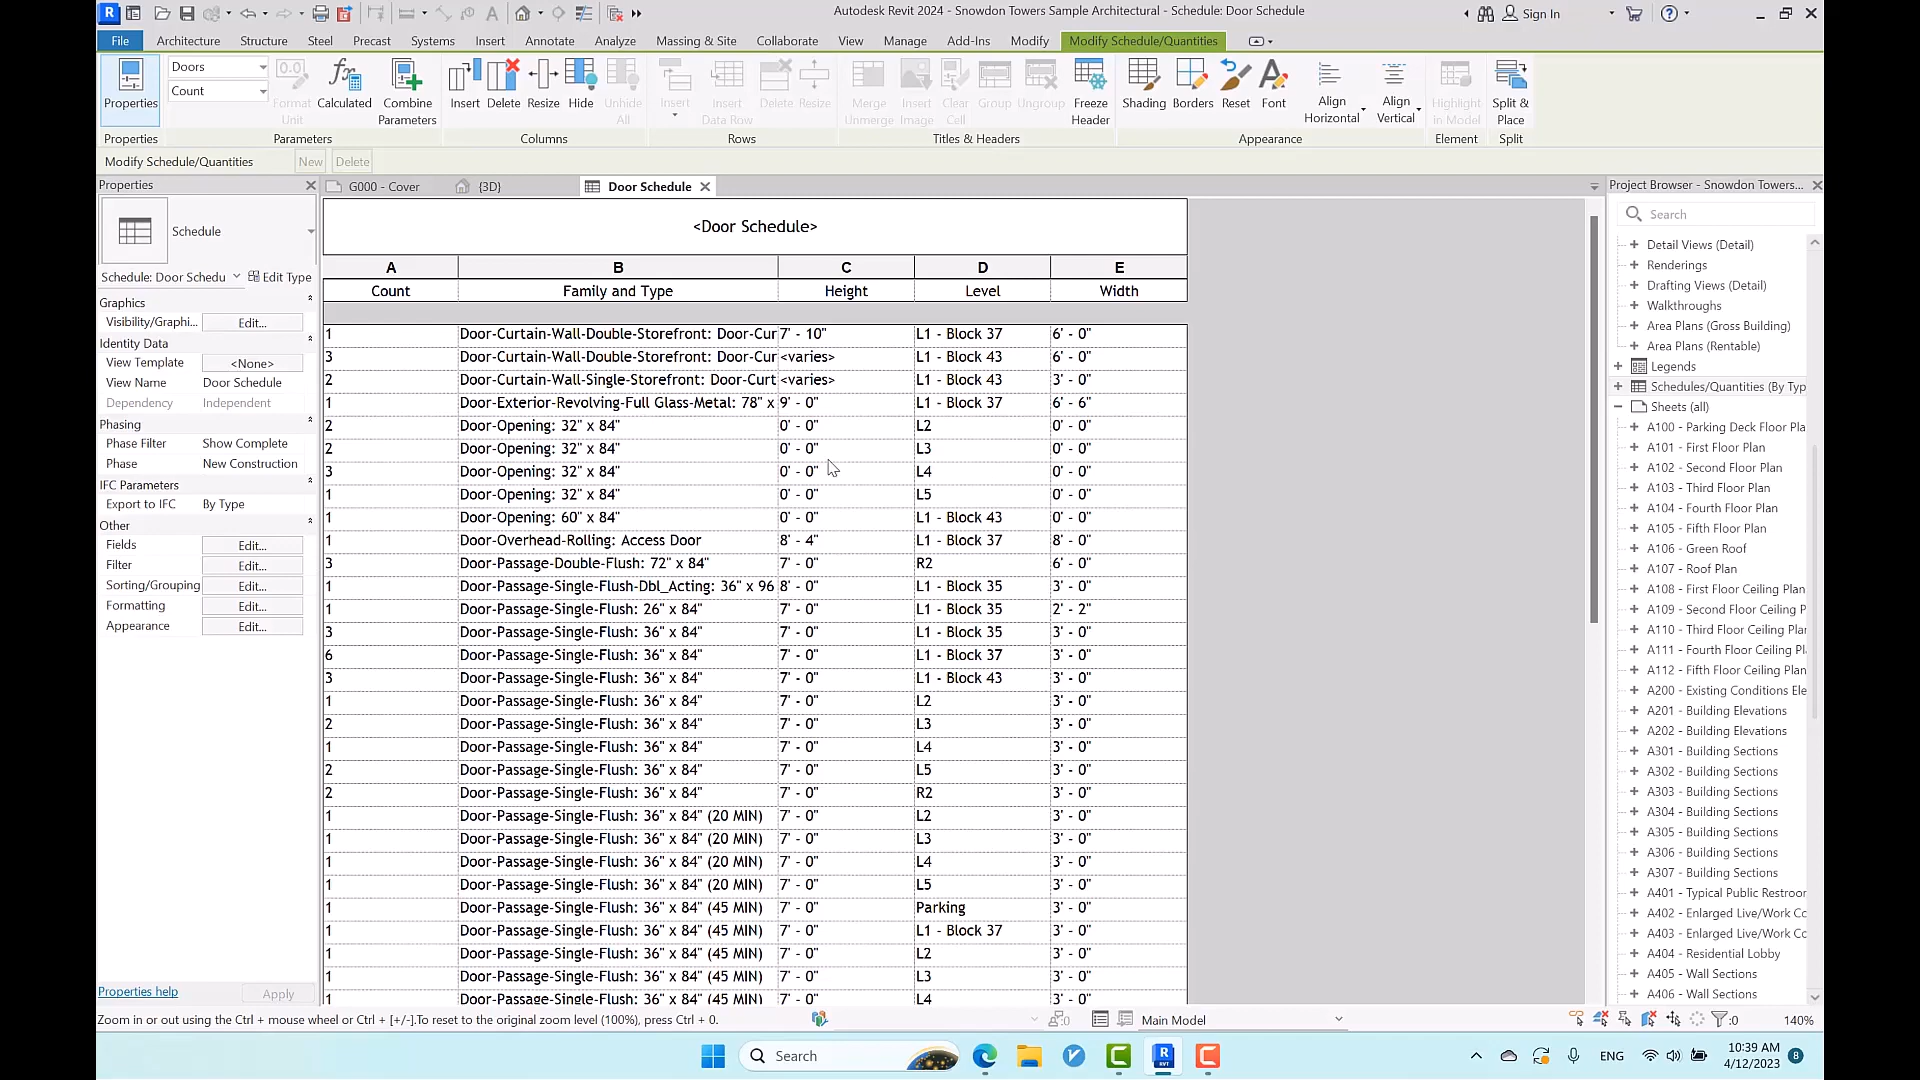 Autodesk Revit 2024 - Snowdon Towers Sample Architectural - Schedule: Door Schedule
Sign In
File Architecture Structure Steel Precast Systems Insert Annotate Analyze Massing & Site Collaborate View Manage Add-Ins Modify Modify Schedule/Quantities
Doors
Count
Properties
Format Unit
Calculated
Combine Parameters
Insert Delete Resize Hide Unhide All
Insert
Insert Data Row
Delete Resize
Merge Unmerge
Insert Image
Clear Cell
Group Ungroup
Freeze Header
Shading Borders Reset Font
Align Horizontal
Align Vertical
Highlight in Model
Split & Place
Properties Parameters Columns Rows Titles & Headers Appearance Element Split
Modify Schedule/Quantities New Delete
Properties
G000 - Cover {3D} Door Schedule
Schedule
Schedule: Door Schedu Edit Type
Graphics
Visibility/Graphi... Edit...
Identity Data
View Template <None>
View Name Door Schedule
Dependency Independent
Phasing
Phase Filter Show Complete
Phase New Construction
IFC Parameters
Export to IFC By Type
Other
Fields Edit...
Filter Edit...
Sorting/Grouping Edit...
Formatting Edit...
Appearance Edit...
Properties help Apply
<Door Schedule>
A B C D E
Count Family and Type Height Level Width
1 Door-Curtain-Wall-Double-Storefront: Door-Cur 7' - 10" L1 - Block 37 6' - 0"
3 Door-Curtain-Wall-Double-Storefront: Door-Cur <varies> L1 - Block 43 6' - 0"
2 Door-Curtain-Wall-Single-Storefront: Door-Curt <varies> L1 - Block 43 3' - 0"
1 Door-Exterior-Revolving-Full Glass-Metal: 78" x 9' - 0" L1 - Block 37 6' - 6"
2 Door-Opening: 32" x 84" 0' - 0" L2 0' - 0"
2 Door-Opening: 32" x 84" 0' - 0" L3 0' - 0"
3 Door-Opening: 32" x 84" 0' - 0" L4 0' - 0"
1 Door-Opening: 32" x 84" 0' - 0" L5 0' - 0"
1 Door-Opening: 60" x 84" 0' - 0" L1 - Block 43 0' - 0"
1 Door-Overhead-Rolling: Access Door 8' - 4" L1 - Block 37 8' - 0"
3 Door-Passage-Double-Flush: 72" x 84" 7' - 0" R2 6' - 0"
1 Door-Passage-Single-Flush-Dbl_Acting: 36" x 96 8' - 0" L1 - Block 35 3' - 0"
1 Door-Passage-Single-Flush: 26" x 84" 7' - 0" L1 - Block 35 2' - 2"
3 Door-Passage-Single-Flush: 36" x 84" 7' - 0" L1 - Block 35 3' - 0"
6 Door-Passage-Single-Flush: 36" x 84" 7' - 0" L1 - Block 37 3' - 0"
3 Door-Passage-Single-Flush: 36" x 84" 7' - 0" L1 - Block 43 3' - 0"
1 Door-Passage-Single-Flush: 36" x 84" 7' - 0" L2 3' - 0"
2 Door-Passage-Single-Flush: 36" x 84" 7' - 0" L3 3' - 0"
1 Door-Passage-Single-Flush: 36" x 84" 7' - 0" L4 3' - 0"
2 Door-Passage-Single-Flush: 36" x 84" 7' - 0" L5 3' - 0"
2 Door-Passage-Single-Flush: 36" x 84" 7' - 0" R2 3' - 0"
1 Door-Passage-Single-Flush: 36" x 84" (20 MIN) 7' - 0" L2 3' - 0"
1 Door-Passage-Single-Flush: 36" x 84" (20 MIN) 7' - 0" L3 3' - 0"
1 Door-Passage-Single-Flush: 36" x 84" (20 MIN) 7' - 0" L4 3' - 0"
1 Door-Passage-Single-Flush: 36" x 84" (20 MIN) 7' - 0" L5 3' - 0"
1 Door-Passage-Single-Flush: 36" x 84" (45 MIN) 7' - 0" Parking 3' - 0"
1 Door-Passage-Single-Flush: 36" x 84" (45 MIN) 7' - 0" L1 - Block 37 3' - 0"
1 Door-Passage-Single-Flush: 36" x 84" (45 MIN) 7' - 0" L2 3' - 0"
1 Door-Passage-Single-Flush: 36" x 84" (45 MIN) 7' - 0" L3 3' - 0"
1 Door-Passage-Single-Flush: 36" x 84" (45 MIN) 7' - 0" L4 3' - 0"
Project Browser - Snowdon Towers...
Search
Detail Views (Detail)
Renderings
Drafting Views (Detail)
Walkthroughs
Area Plans (Gross Building)
Area Plans (Rentable)
Legends
Schedules/Quantities (By Typ
Sheets (all)
A100 - Parking Deck Floor Pla
A101 - First Floor Plan
A102 - Second Floor Plan
A103 - Third Floor Plan
A104 - Fourth Floor Plan
A105 - Fifth Floor Plan
A106 - Green Roof
A107 - Roof Plan
A108 - First Floor Ceiling Plan
A109 - Second Floor Ceiling P
A110 - Third Floor Ceiling Plar
A111 - Fourth Floor Ceiling Pl
A112 - Fifth Floor Ceiling Plan
A200 - Existing Conditions Ele
A201 - Building Elevations
A202 - Building Elevations
A301 - Building Sections
A302 - Building Sections
A303 - Building Sections
A304 - Building Sections
A305 - Building Sections
A306 - Building Sections
A307 - Building Sections
A401 - Typical Public Restroor
A402 - Enlarged Live/Work Cc
A403 - Enlarged Live/Work Cc
A404 - Residential Lobby
A405 - Wall Sections
A406 - Wall Sections
Zoom in or out using the Ctrl + mouse wheel or Ctrl + [+/-].To reset to the original zoom level (100%), press Ctrl + 0.
:0 Main Model :0 140%
Search
ENG
10:39 AM
4/12/2023
8